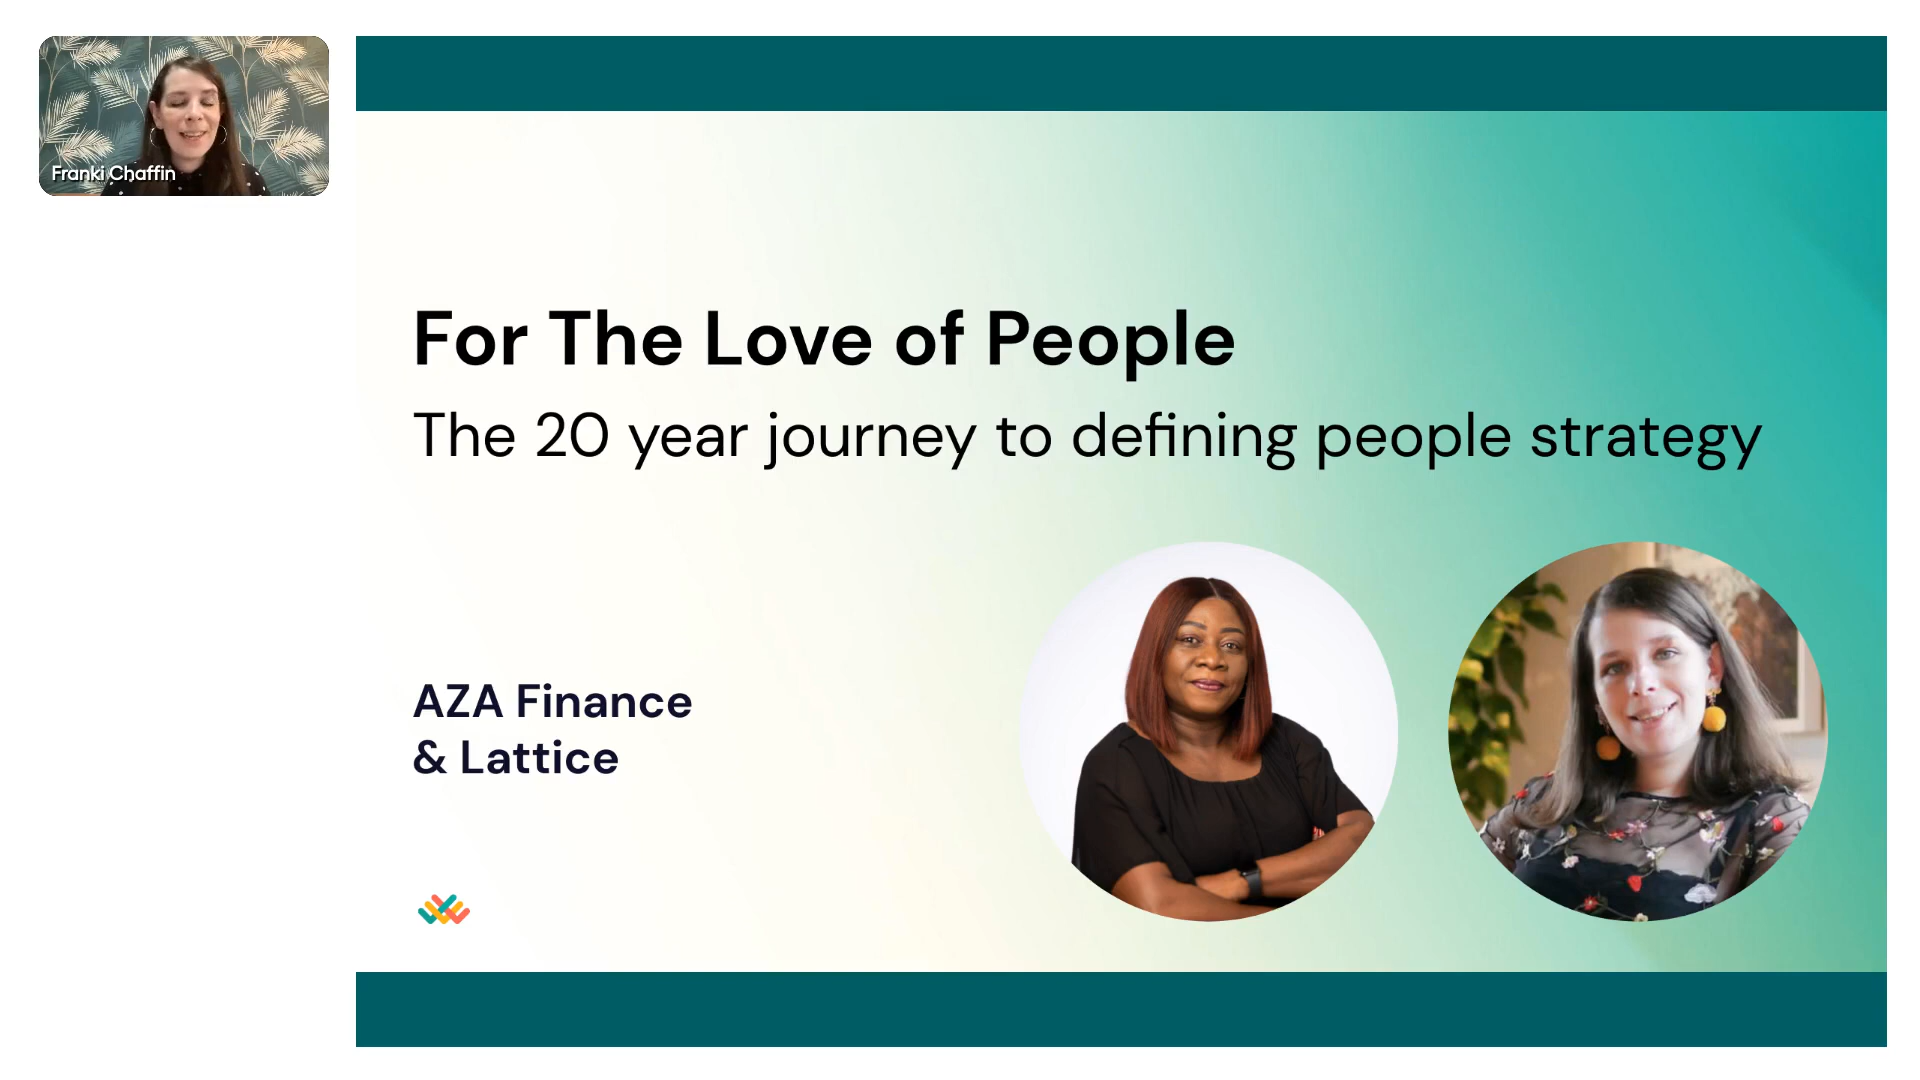 Franki Chaffin
For The Love of People
The 20 year journey to defining people strategy
AZA Finance
& Lattice